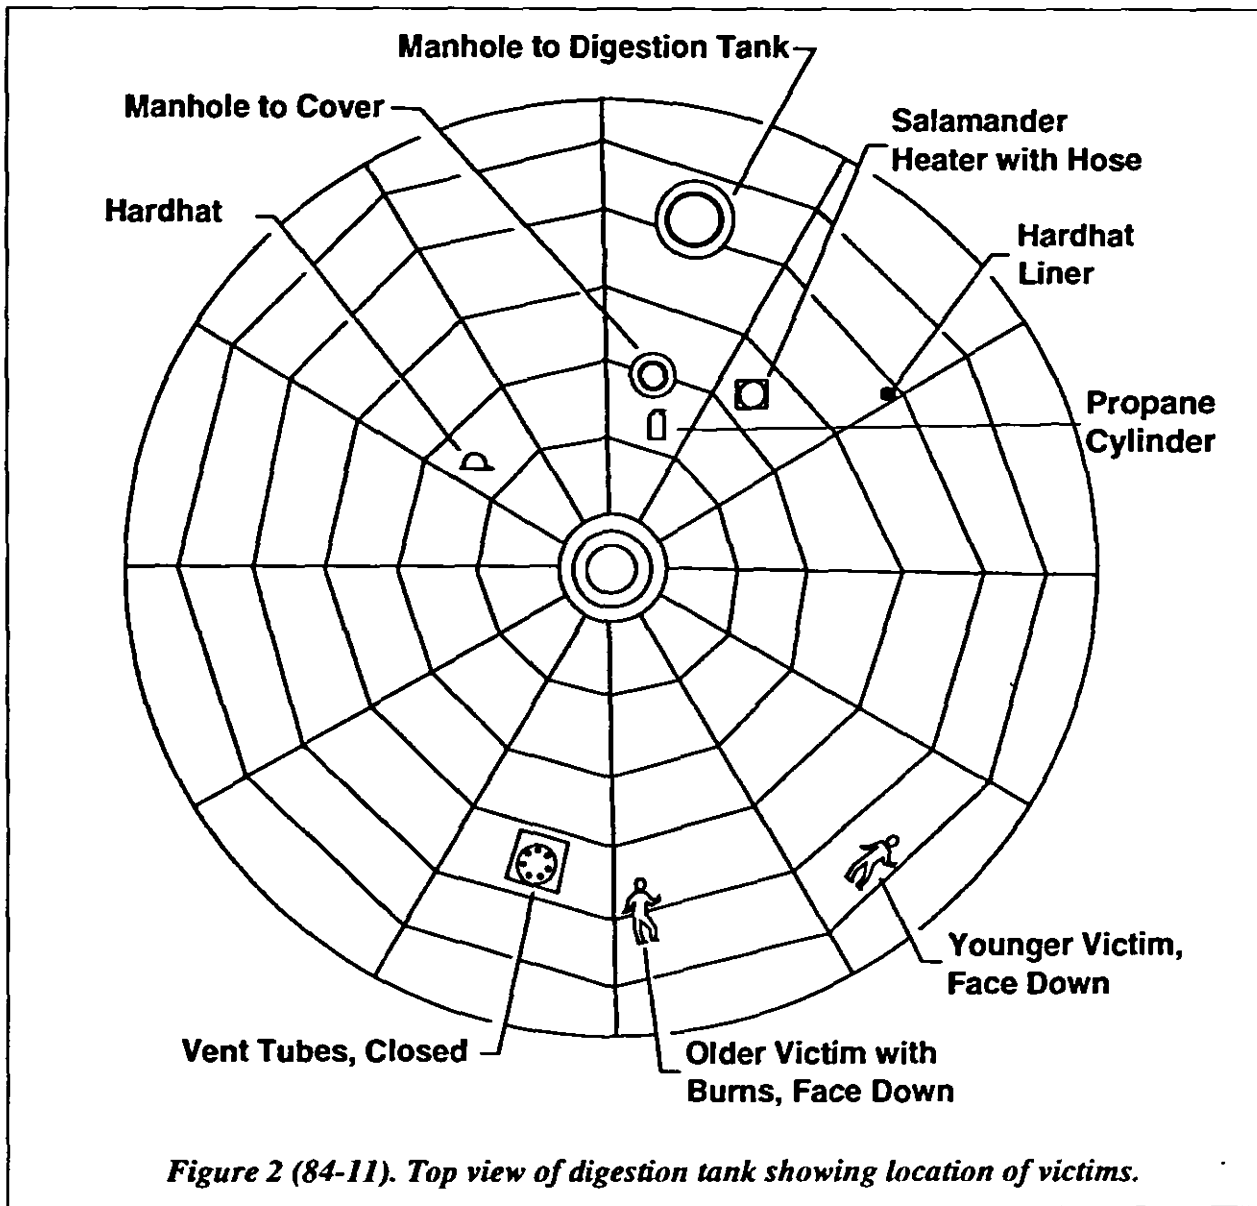 Manhole to Digestion Tank
Manhole to Cover
Salamander
Heater with Hose
Hardhat
Hardhat
Liner
Propane
Cylinder
Younger Victim,
Face Down
Vent Tubes, Closed
Older Victim with
Burns, Face Down
Figure 2 (84-11). Top view of digestion tank showing location of victims.